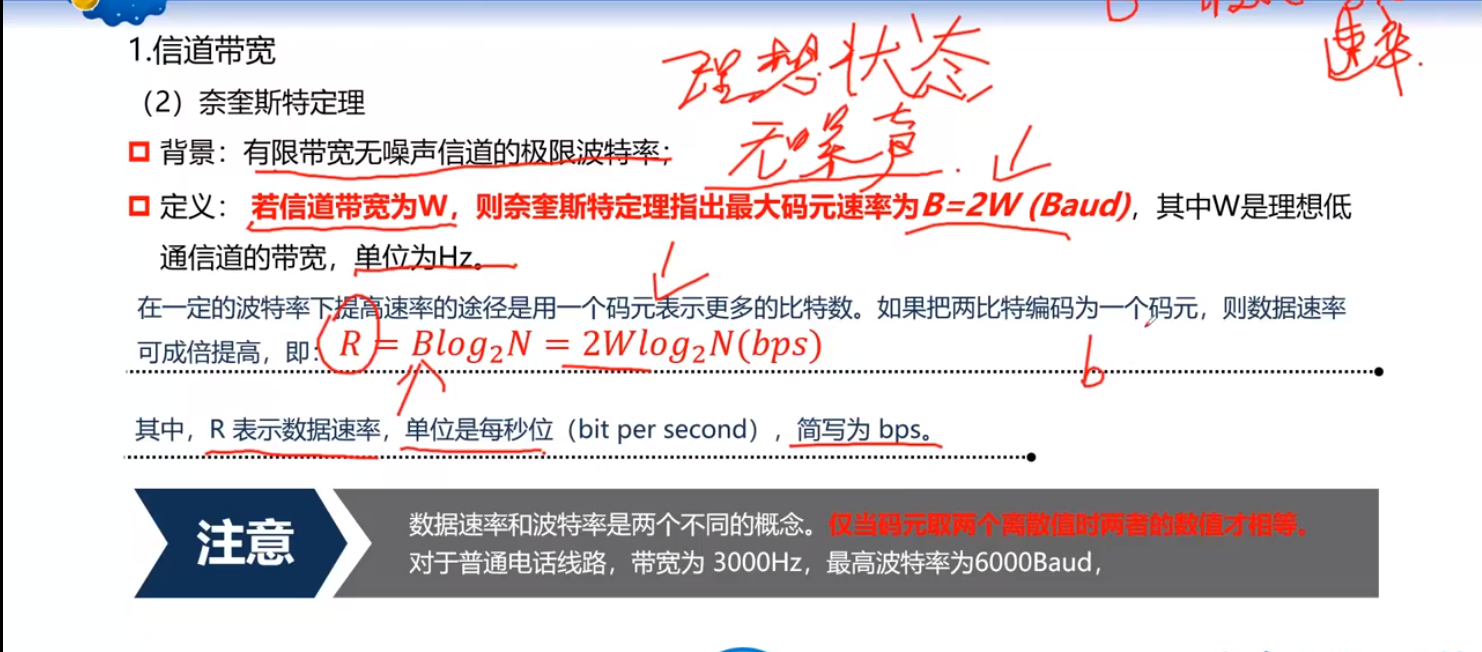 速率.
1.信道带宽
理想状态
（2）奈奎斯特定理
背景：有限带宽无噪声信道的极限波特率；
无噪声.
定义：若信道带宽为W，则奈奎斯特定理指出最大码元速率为B=2W (Baud)，其中W是理想低
通信道的带宽，单位为Hz。
在一定的波特率下提高速率的途径是用一个码元表示更多的比特数。如果把两比特编码为一个码元，则数据速率
可成倍提高，即：R = Blog₂N = 2Wlog₂N(bps)
b
其中，R 表示数据速率，单位是每秒位（bit per second），简写为 bps。
注意
数据速率和波特率是两个不同的概念。仅当码元取两个离散值时两者的数值才相等。
对于普通电话线路，带宽为 3000Hz，最高波特率为6000Baud，